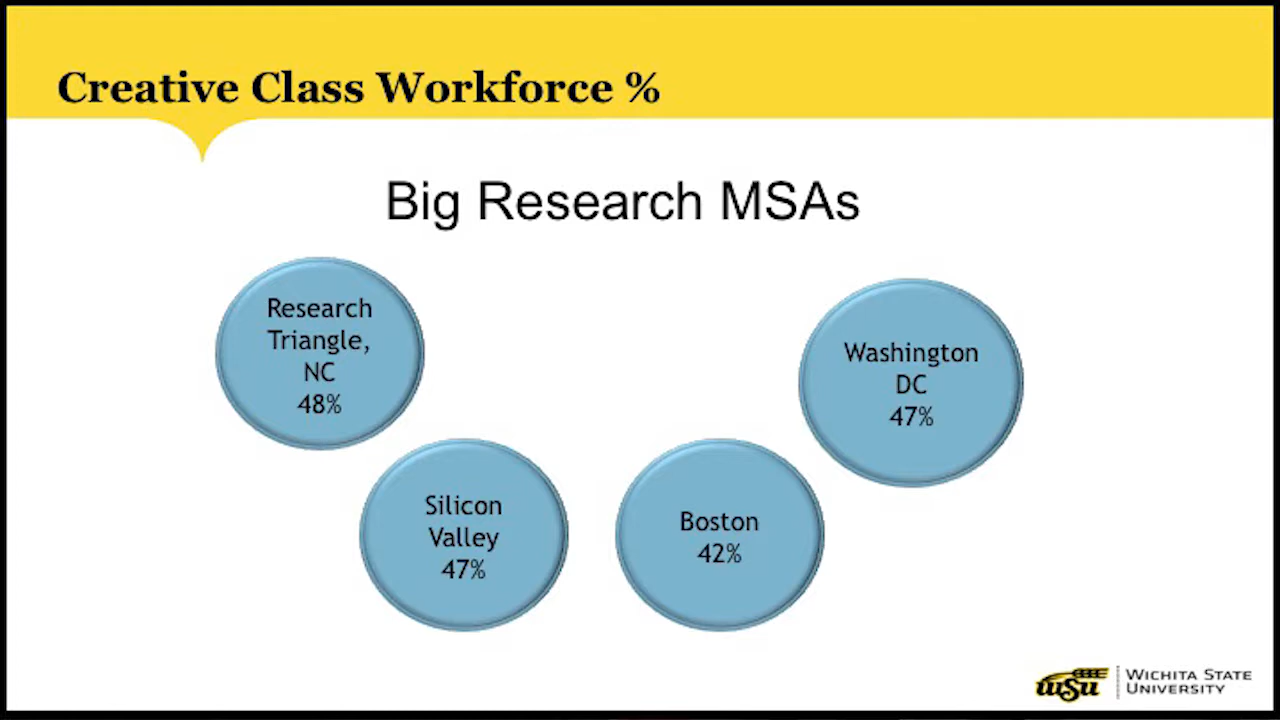 Creative Class Workforce %
Big Research MSAs
Research
Triangle,
NC
48%
Silicon
Valley
47%
Boston
42%
Washington
DC
47%
wsu
WICHITA STATE
UNIVERSITY